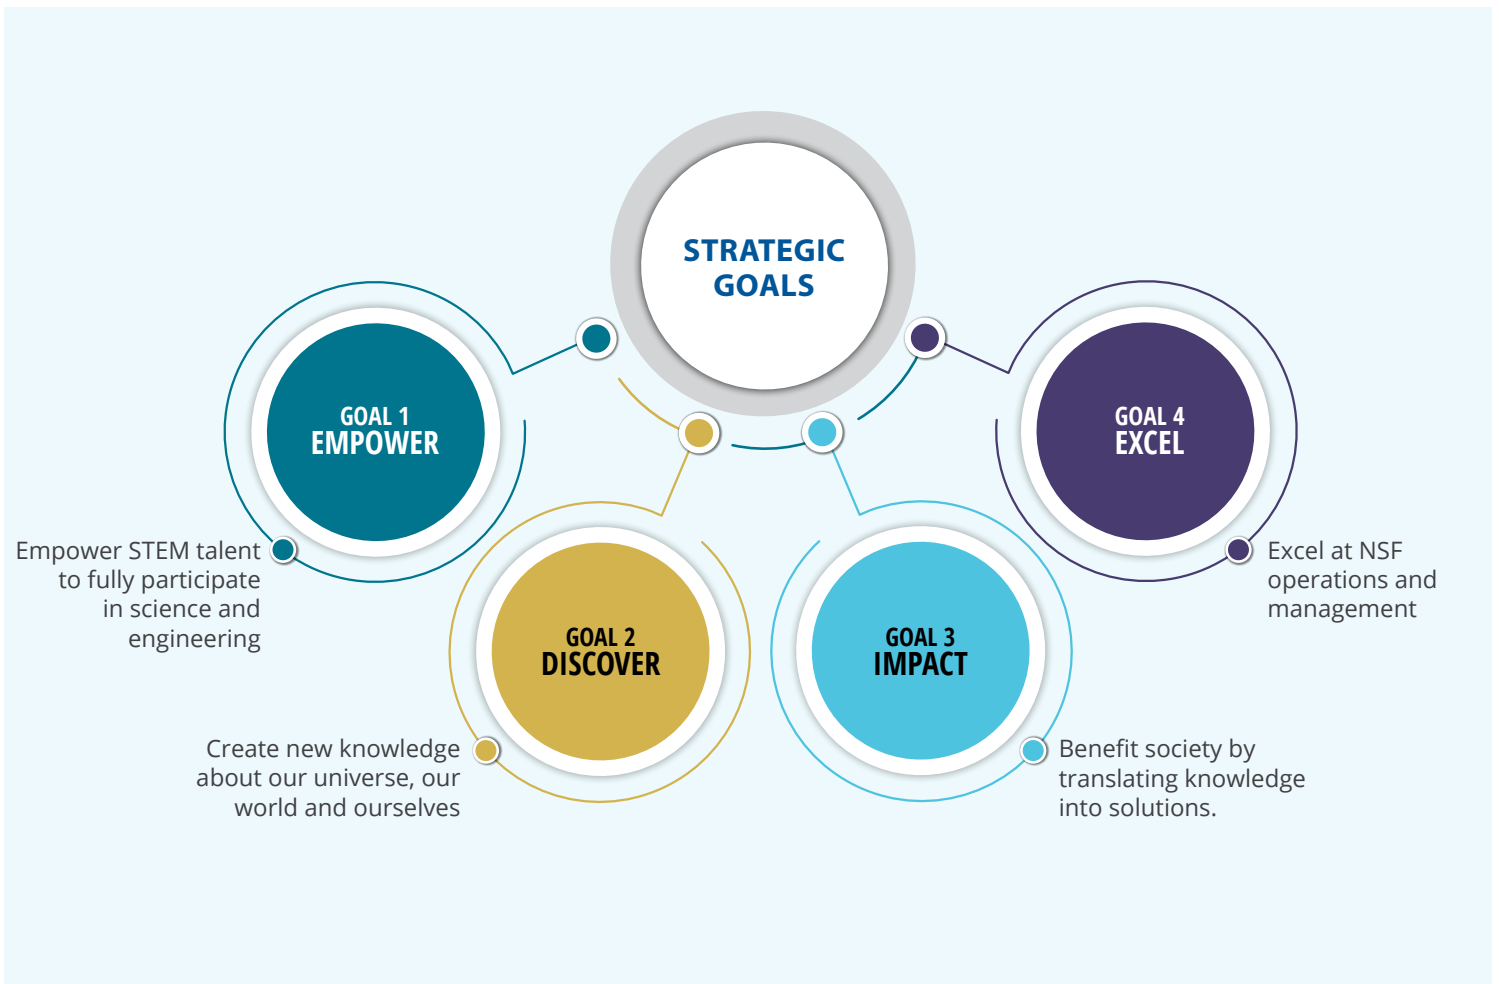 STRATEGIC
GOALS
GOAL 1
EMPOWER
Empower STEM talent
to fully participate
in science and
engineering
GOAL 2
DISCOVER
Create new knowledge
about our universe, our
world and ourselves
GOAL 3
IMPACT
Benefit society by
translating knowledge
into solutions.
GOAL 4
EXCEL
Excel at NSF
operations and
management